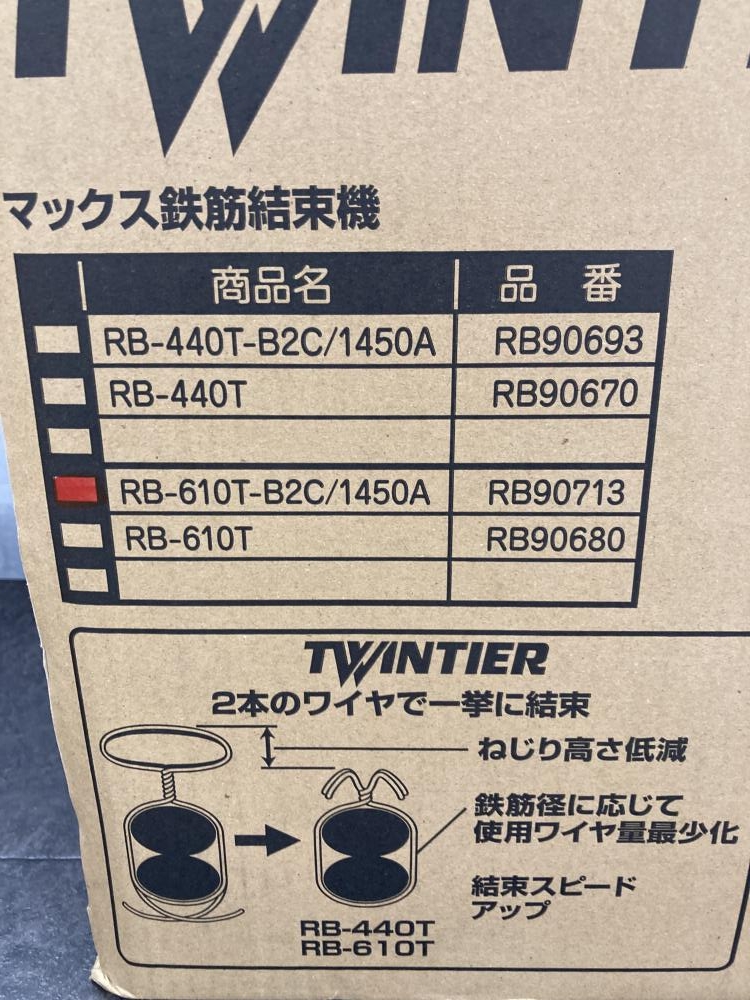 TWINTI
マックス鉄筋結束機
商品名 品番
RB-440T-B2C/1450A RB90693
RB-440T RB90670
RB-610T-B2C/1450A RB90713
RB-610T RB90680
TWINTIER
2本のワイヤで一挙に結束
ねじり高さ低減
鉄筋径に応じて
使用ワイヤ量最少化
結束スピード
アップ
RB-440T
RB-610T